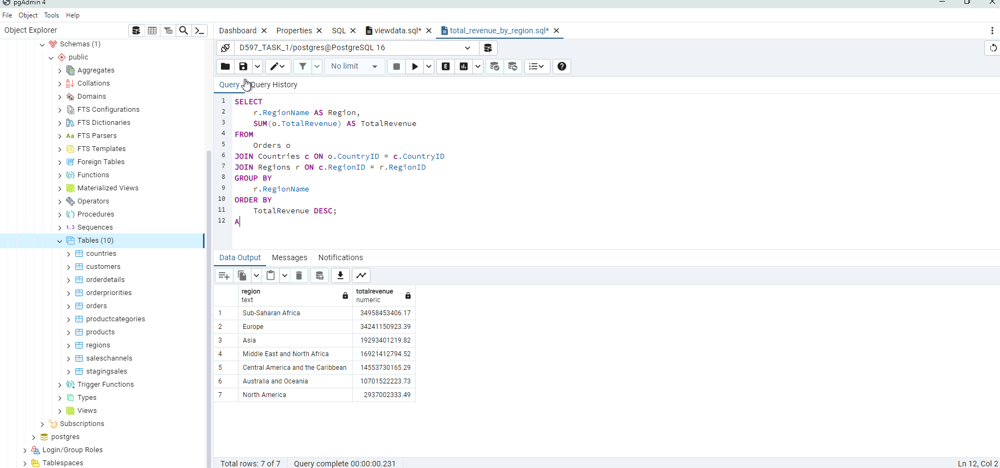 pgAdmin 4
File Object Tools Help
Object Explorer
Dashboard Properties SQL viewdata.sql* total_revenue_by_region.sql*
D597_TASK_1/postgres@PostgreSQL 16
No limit
E
Query Query History
Schemas (1)
public
Aggregates
Collations
Domains
FTS Configurations
FTS Dictionaries
Aa FTS Parsers
FTS Templates
Foreign Tables
Functions
Materialized Views
Operators
Procedures
1..3 Sequences
Tables (10)
countries
customers
orderdetails
orderpriorities
orders
productcategories
products
regions
saleschannels
stagingsales
Trigger Functions
Types
Views
Subscriptions
postgres
Login/Group Roles
Tablespaces
1 SELECT
2 r.RegionName AS Region,
3 SUM(o.TotalRevenue) AS TotalRevenue
4 FROM
5 Orders o
6 JOIN Countries c ON o.CountryID = c.CountryID
7 JOIN Regions r ON c.RegionID = r.RegionID
8 GROUP BY
9 r.RegionName
10 ORDER BY
11 TotalRevenue DESC;
12 A
Data Output Messages Notifications
region totalrevenue
text numeric
1 Sub-Saharan Africa 34958453406.17
2 Europe 34241150923.39
3 Asia 19293401219.82
4 Middle East and North Africa 16921412794.52
5 Central America and the Caribbean 14553730165.29
6 Australia and Oceania 10701522223.73
7 North America 2937002333.49
Total rows: 7 of 7 Query complete 00:00:00.231 Ln 12, Col 2